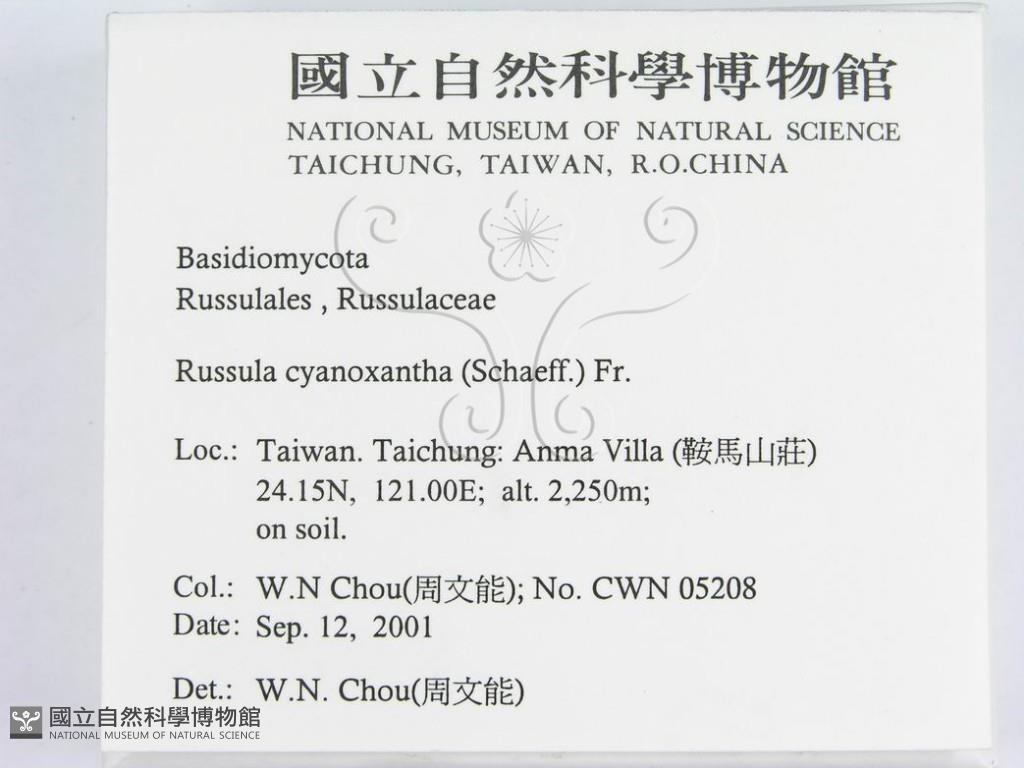 國立自然科學博物館
NATIONAL MUSEUM OF NATURAL SCIENCE
TAICHUNG, TAIWAN, R.O.CHINA
Basidiomycota
Russulales , Russulaceae
Russula cyanoxantha (Schaeff.) Fr.
Loc.: Taiwan. Taichung: Anma Villa (鞍馬山莊)
24.15N, 121.00E; alt. 2,250m;
on soil.
Col.: W.N Chou(周文能); No. CWN 05208
Date: Sep. 12, 2001
Det.: W.N. Chou(周文能)
國立自然科學博物館
NATIONAL MUSEUM OF NATURAL SCIENCE